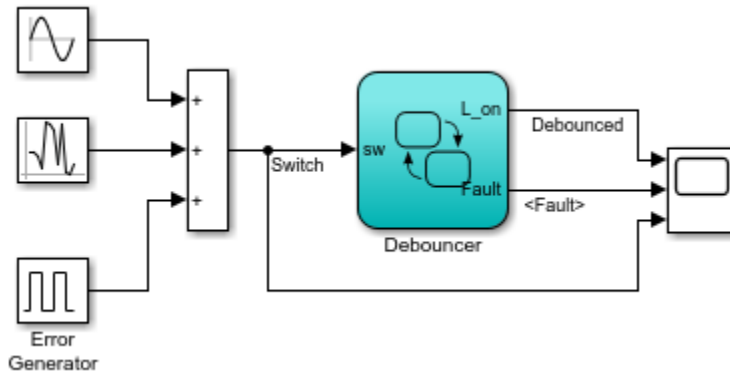 +
+
+
Switch
sw
L_on
Fault
Debouncer
Debounced
<Fault>
Error
Generator